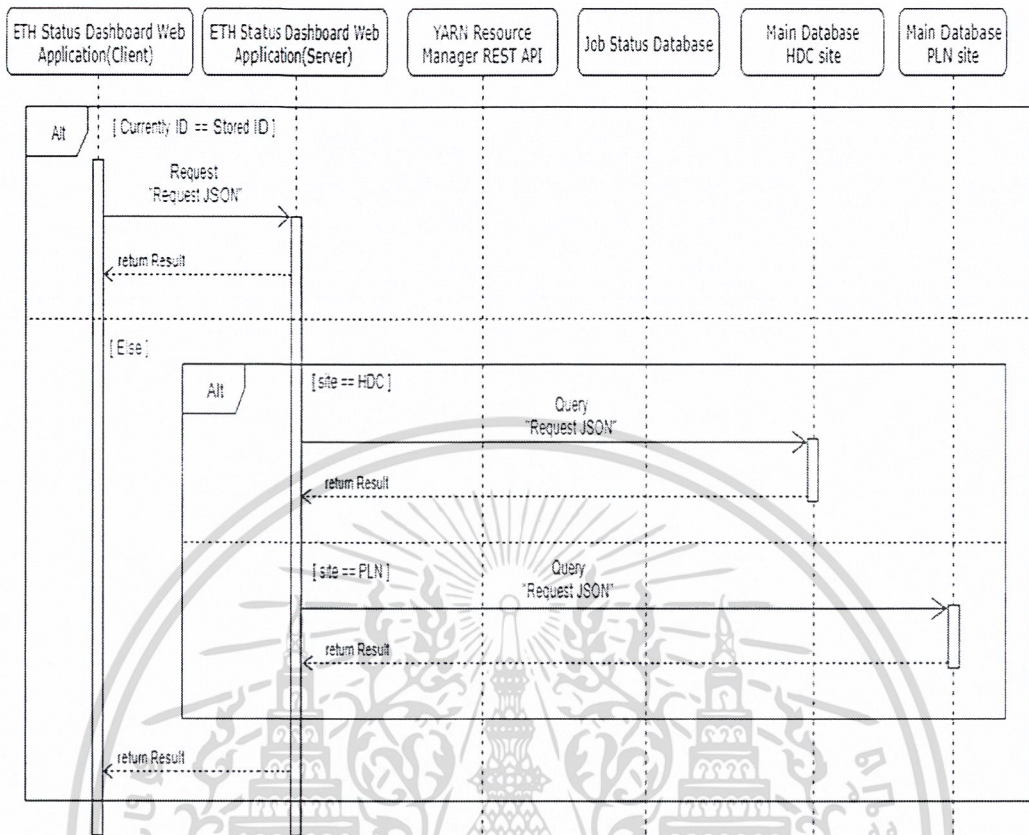 ETH Status Dashboard Web
Application(Client)
ETH Status Dashboard Web
Application(Server)
YARN Resource
Manager REST API
Job Status Database
Main Database
HDC site
Main Database
PLN site
Alt
[ Currently ID == Stored ID ]
Request
"Request JSON"
return Result
[ Else ]
Alt
[ site == HDC ]
Query
"Request JSON"
return Result
[ site == PLN ]
Query
"Request JSON"
return Result
return Result